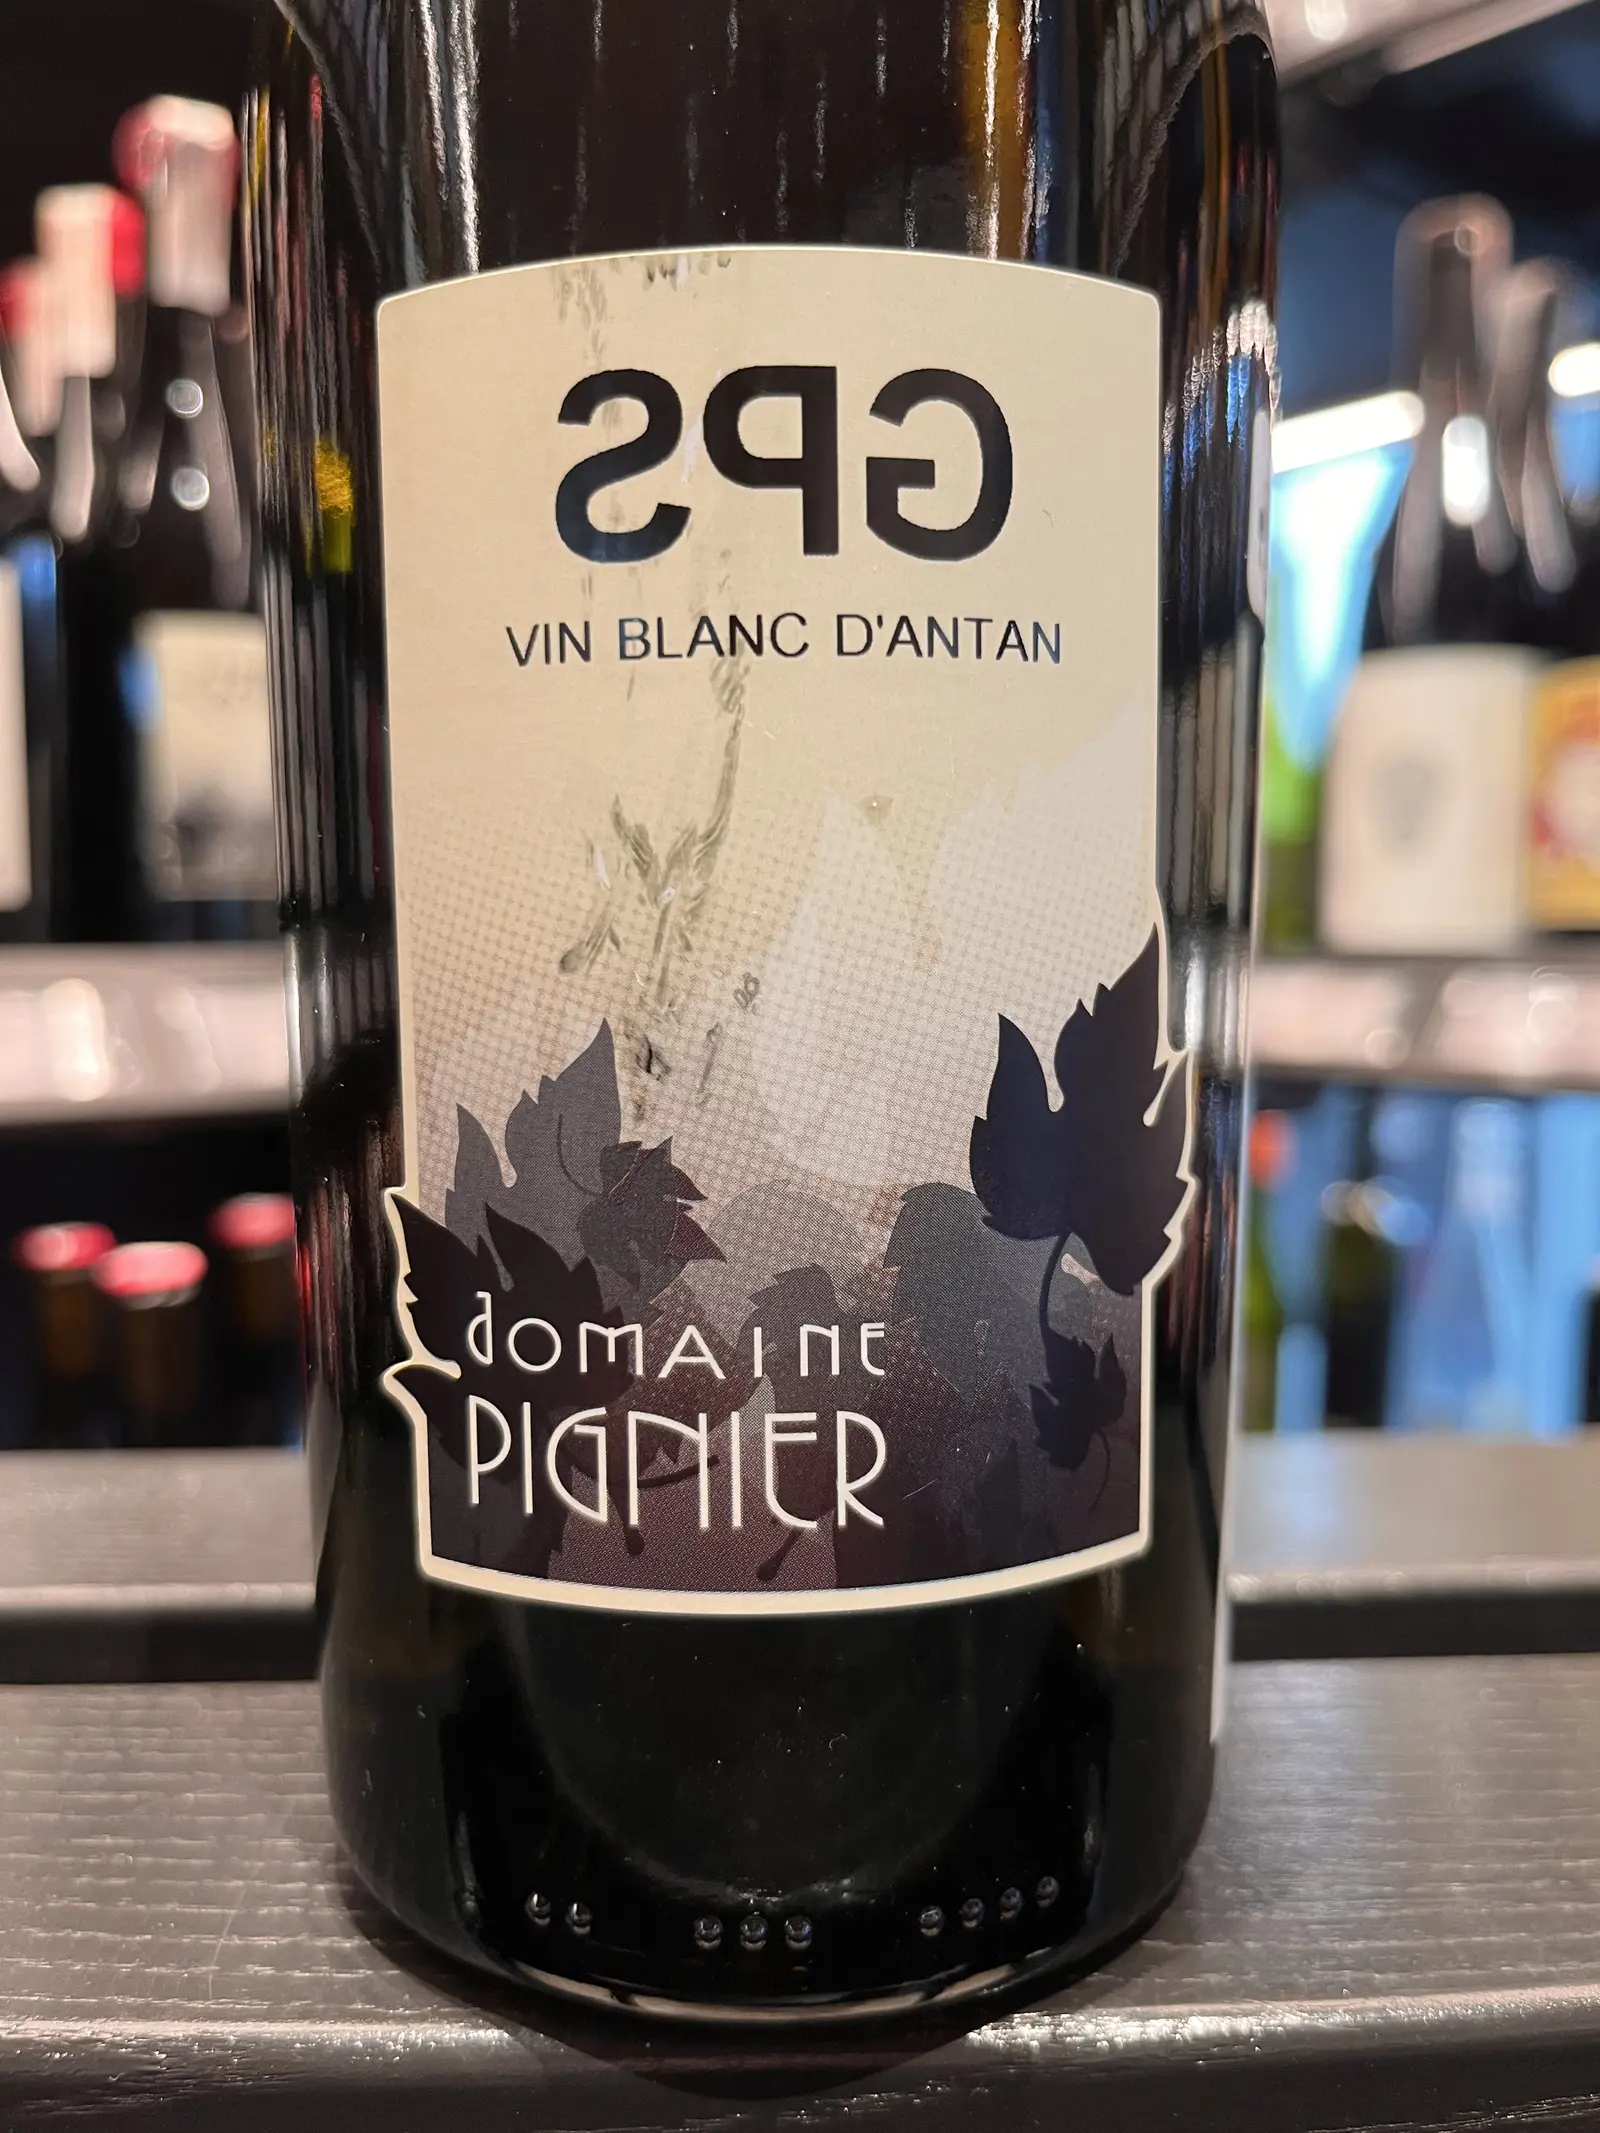 GPS
VIN BLANC D'ANTAN
DOMAINE
PIGNIER